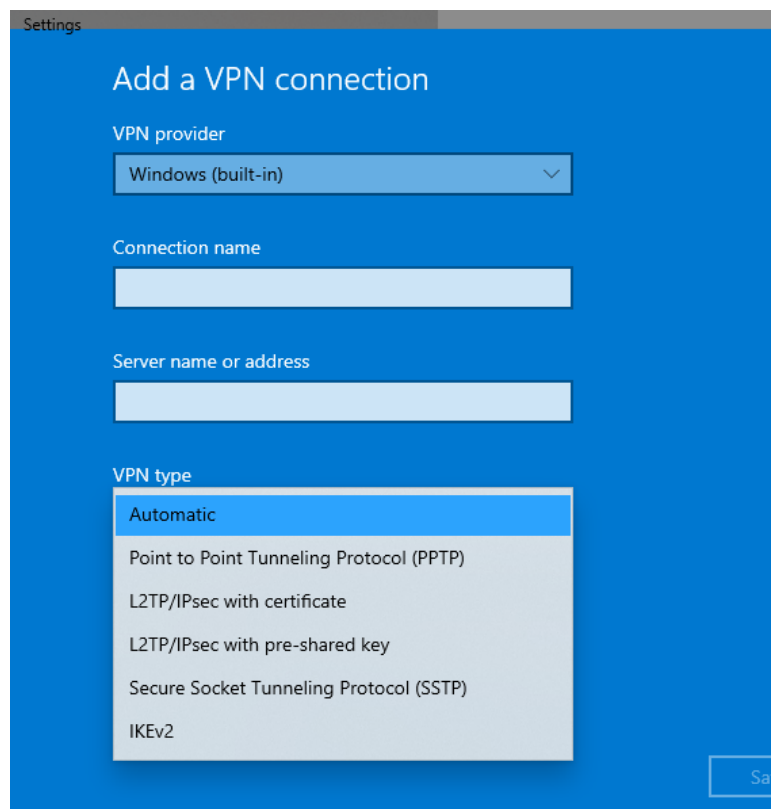 Settings
Add a VPN connection
VPN provider
Windows (built-in)
Connection name
Server name or address
VPN type
Automatic
Point to Point Tunneling Protocol (PPTP)
L2TP/IPsec with certificate
L2TP/IPsec with pre-shared key
Secure Socket Tunneling Protocol (SSTP)
IKEv2